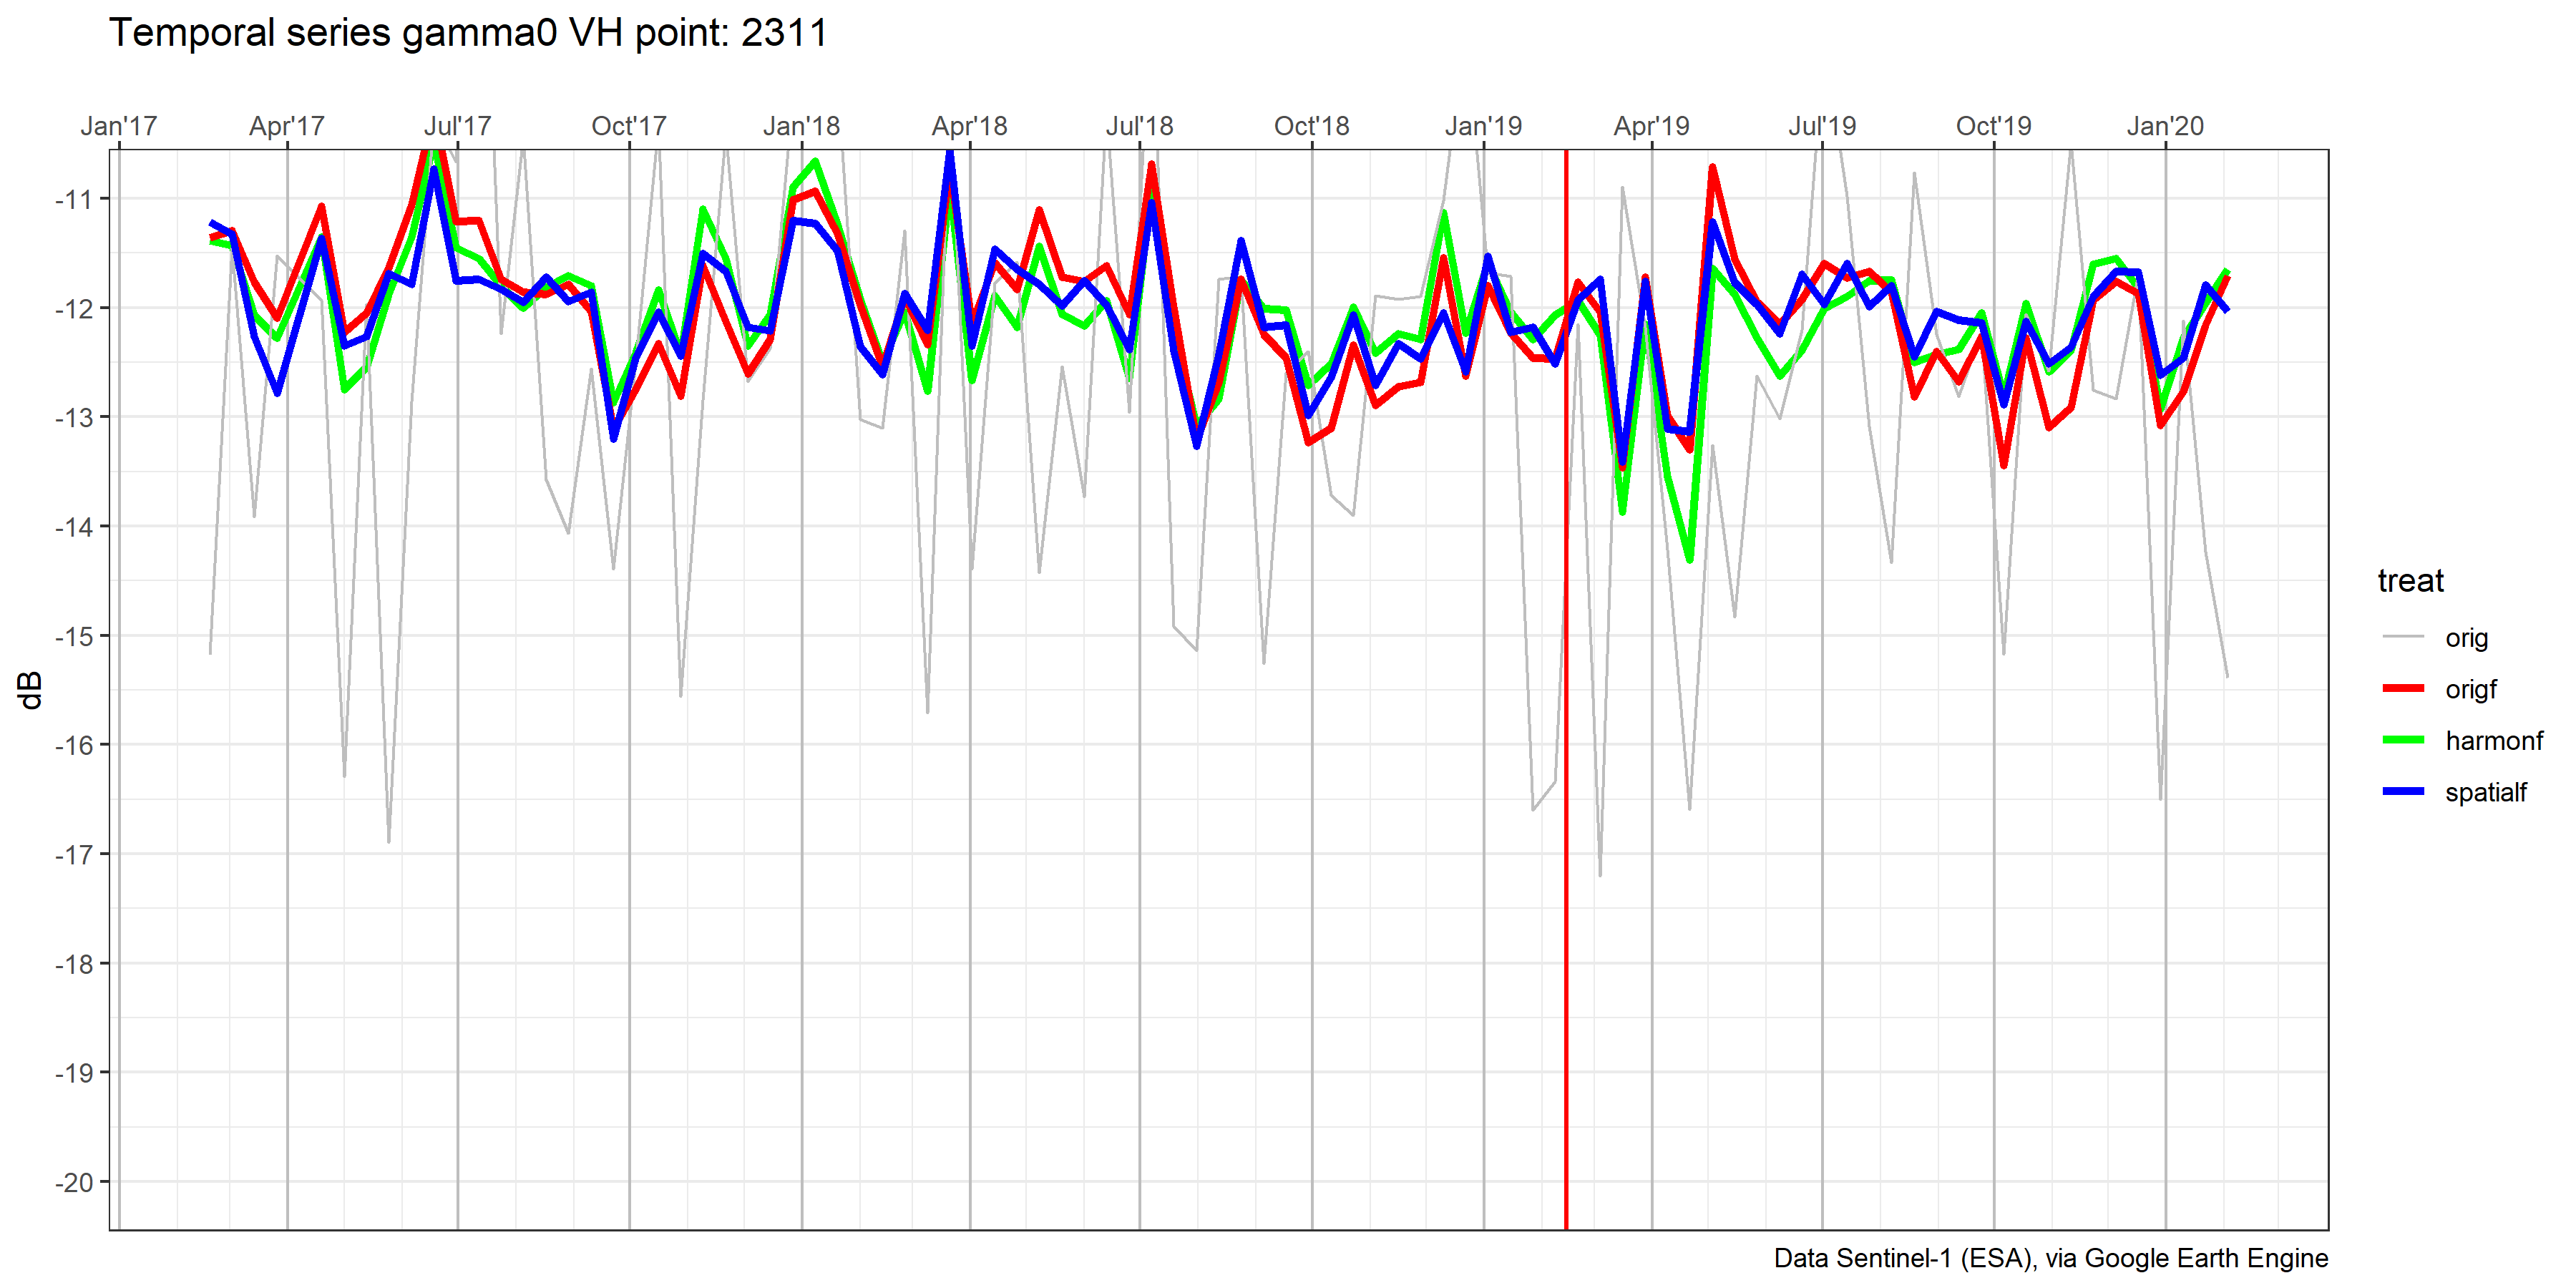 Temporal series gamma0 VH point: 2311
Jan'17 Apr'17 Jul'17 Oct'17 Jan'18 Apr'18 Jul'18 Oct'18 Jan'19 Apr'19 Jul'19 Oct'19 Jan'20
-11
-12
-13
-14
-15
-16
-17
-18
-19
-20
dB
treat
orig
origf
harmonf
spatialf
Data Sentinel-1 (ESA), via Google Earth Engine